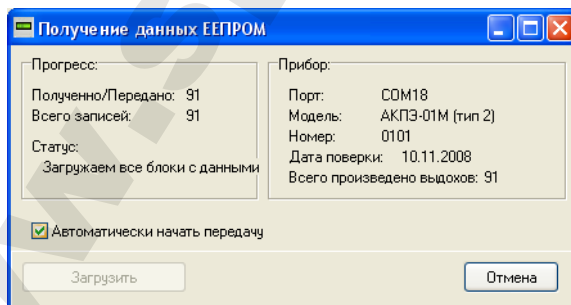 Получение данных ЕЕПРОМ
Прогресс:
Полученно/Передано: 91
Всего записей: 91
Статус:
Загружаем все блоки с данными
Прибор:
Порт: COM18
Модель: АКПЭ-01М (тип 2)
Номер: 0101
Дата поверки: 10.11.2008
Всего произведено выдохов: 91
Автоматически начать передачу
Загрузить
Отмена